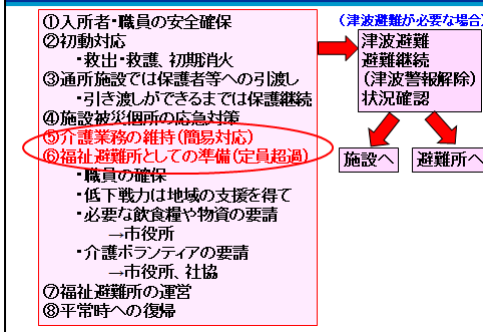 ①入所者・職員の安全確保
②初動対応
・救出・救護、初期消火
③通所施設では保護者等への引渡し
・引き渡しができるまでは保護継続
④施設被災個所の応急対策
⑤介護業務の維持(簡易対応)
⑥福祉避難所としての準備(定員超過)
・職員の確保
・低下戦力は地域の支援を得て
・必要な飲食糧や物資の要請
→市役所
・介護ボランティアの要請
→市役所、社協
⑦福祉避難所の運営
⑧平常時への復帰
(津波避難が必要な場合)
津波避難
避難継続
(津波警報解除)
状況確認
施設へ
避難所へ